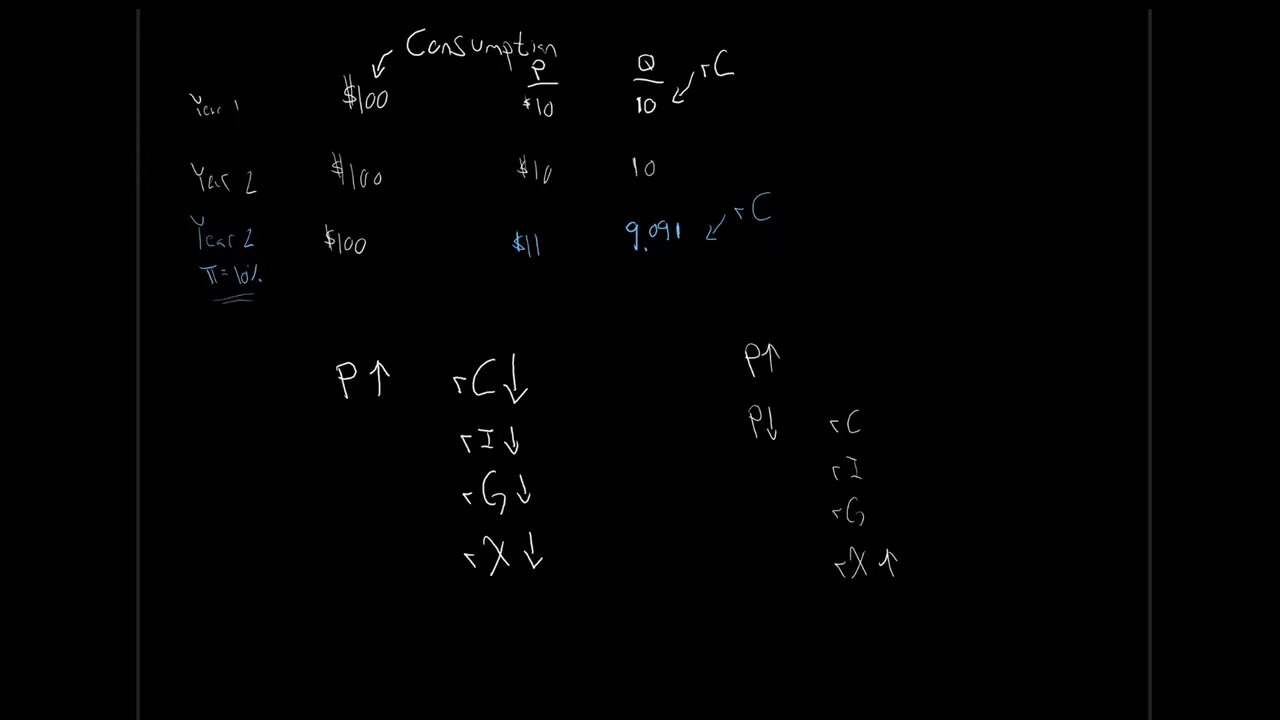 Consumption
P Q rC
Year 1 $100 $10 10
Year 2 $100 $10 10
rC
Year 2 $100 $11 9.091
π=10%
P↑ rC↓ P↑
rI↓ P↓ rC
rG↓ rI
rX↓ rG
rX↑